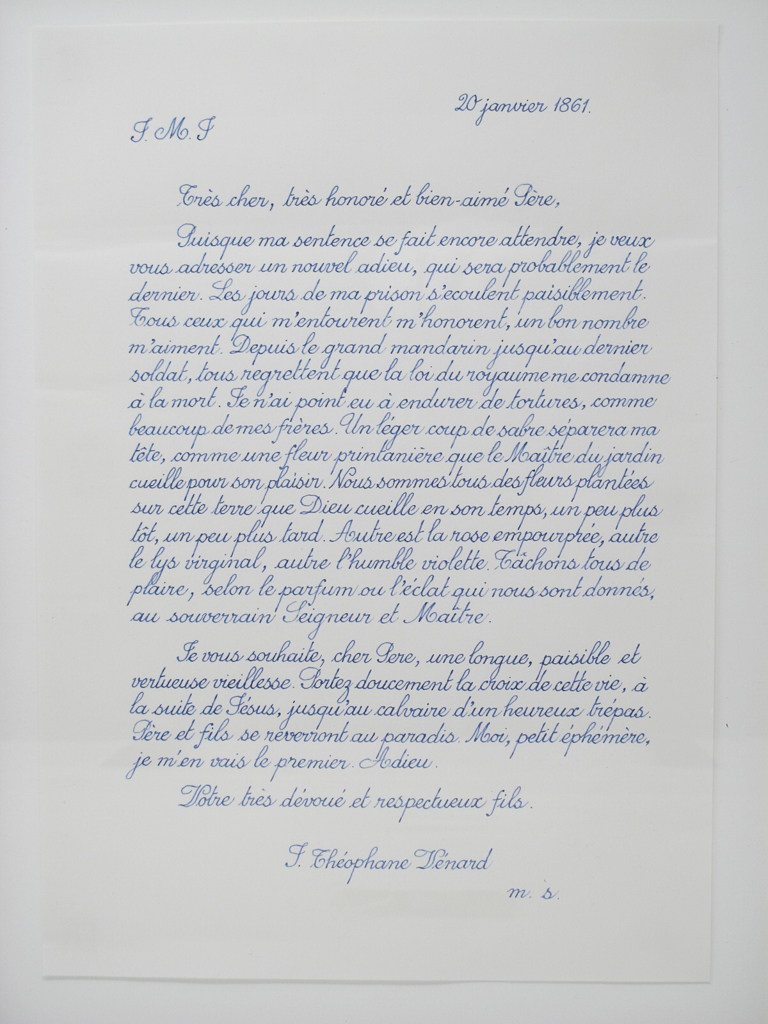 20 janvier 1861.
J. M. J
Très cher, très honoré et bien-aimé Père,
Puisque ma sentence se fait encore attendre, je veux
vous adresser un nouvel adieu, qui sera probablement le
dernier. Les jours de ma prison s'ecoulent paisiblement.
Tous ceux qui m'entourent m'honorent, un bon nombre
m'aiment. Depuis le grand mandarin jusqu'au dernier
soldat, tous regrettent que la loi du royaume me condamne
à la mort. Je n'ai point eu à endurer de tortures, comme
beaucoup de mes frères. Un léger coup de sabre séparera ma
tête, comme une fleur printanière que le Maître du jardin
cueille pour son plaisir. Nous sommes tous des fleurs plantées
sur cette terre que Dieu cueille en son temps, un peu plus
tôt, un peu plus tard. Autre est la rose empourprée, autre
le lys virginal, autre l'humble violette. Tâchons tous de
plaire, selon le parfum ou l'éclat qui nous sont donnés,
au souverrain Seigneur et Maître.
Je vous souhaite, cher Pere, une longue, paisible et
vertueuse vieillesse. Portez doucement la croix de cette vie, à
la suite de Jésus, jusqu'au calvaire d'un heureux trépas.
Père et fils se reverront au paradis. Moi, petit éphémère,
je m'en vais le premier. Adieu.
Votre très dévoué et respectueux fils.
J. Théophane Vénard
m. s.